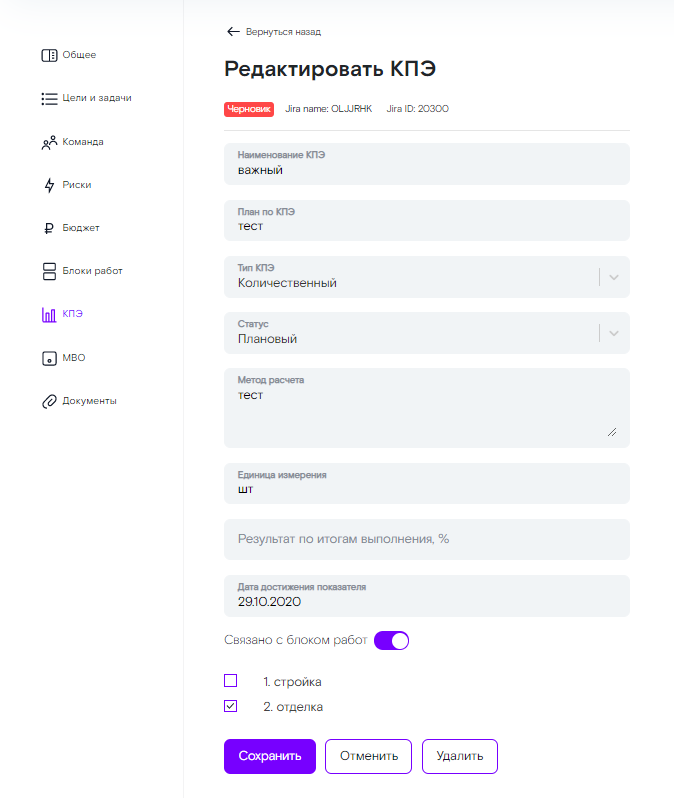 Общее
Цели и задачи
Команда
Риски
Бюджет
Блоки работ
КПЭ
МВО
Документы
Вернуться назад
Редактировать КПЭ
Черновик Jira name: OLJJRHK Jira ID: 20300
Наименование КПЭ
важный
План по КПЭ
тест
Тип КПЭ
Количественный
Статус
Плановый
Метод расчета
тест
Единица измерения
шт
Результат по итогам выполнения, %
Дата достижения показателя
29.10.2020
Связано с блоком работ
1. стройка
2. отделка
Сохранить Отменить Удалить